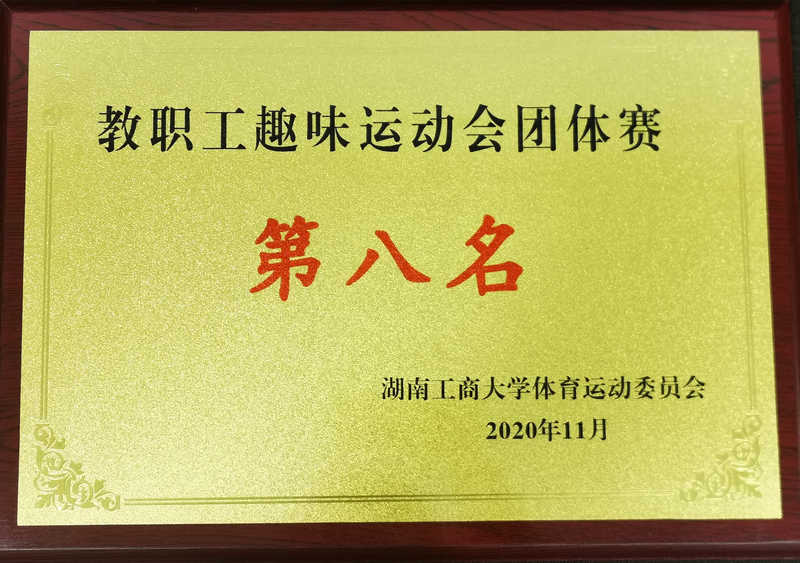 教职工趣味运动会团体赛
第八名
湖南工商大学体育运动委员会
2020年11月